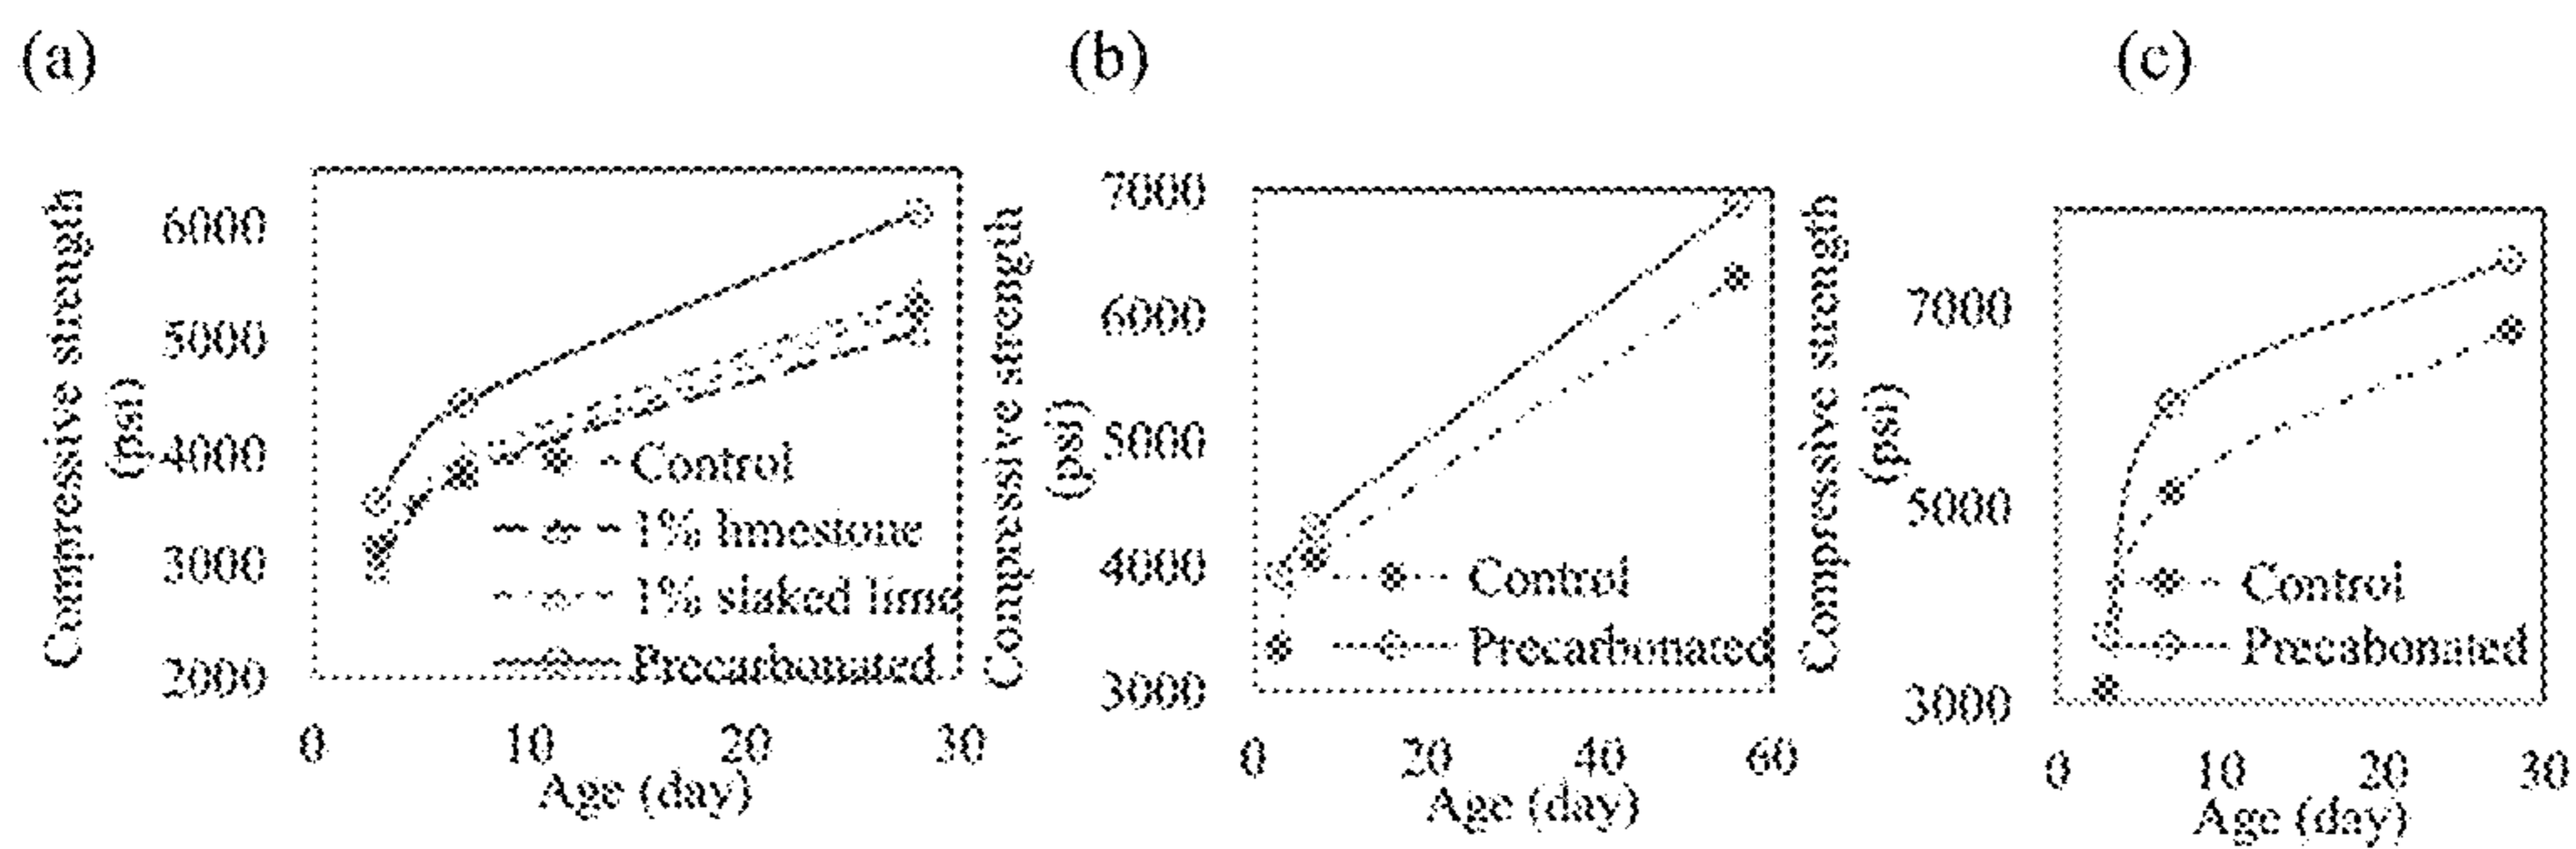 (a)
(b)
(c)
Compressive strength
(psi)
6000
5000
4000
3000
2000
Control
1% limestone
1% slaked lime
Precarbonated
0 10 20 30
Age (day)
Compressive strength
(psi)
7000
6000
5000
4000
3000
Control
Precarbonated
0 20 40 60
Age (day)
Compressive strength
(psi)
7000
5000
3000
Control
Precabonated
0 10 20 30
Age (day)